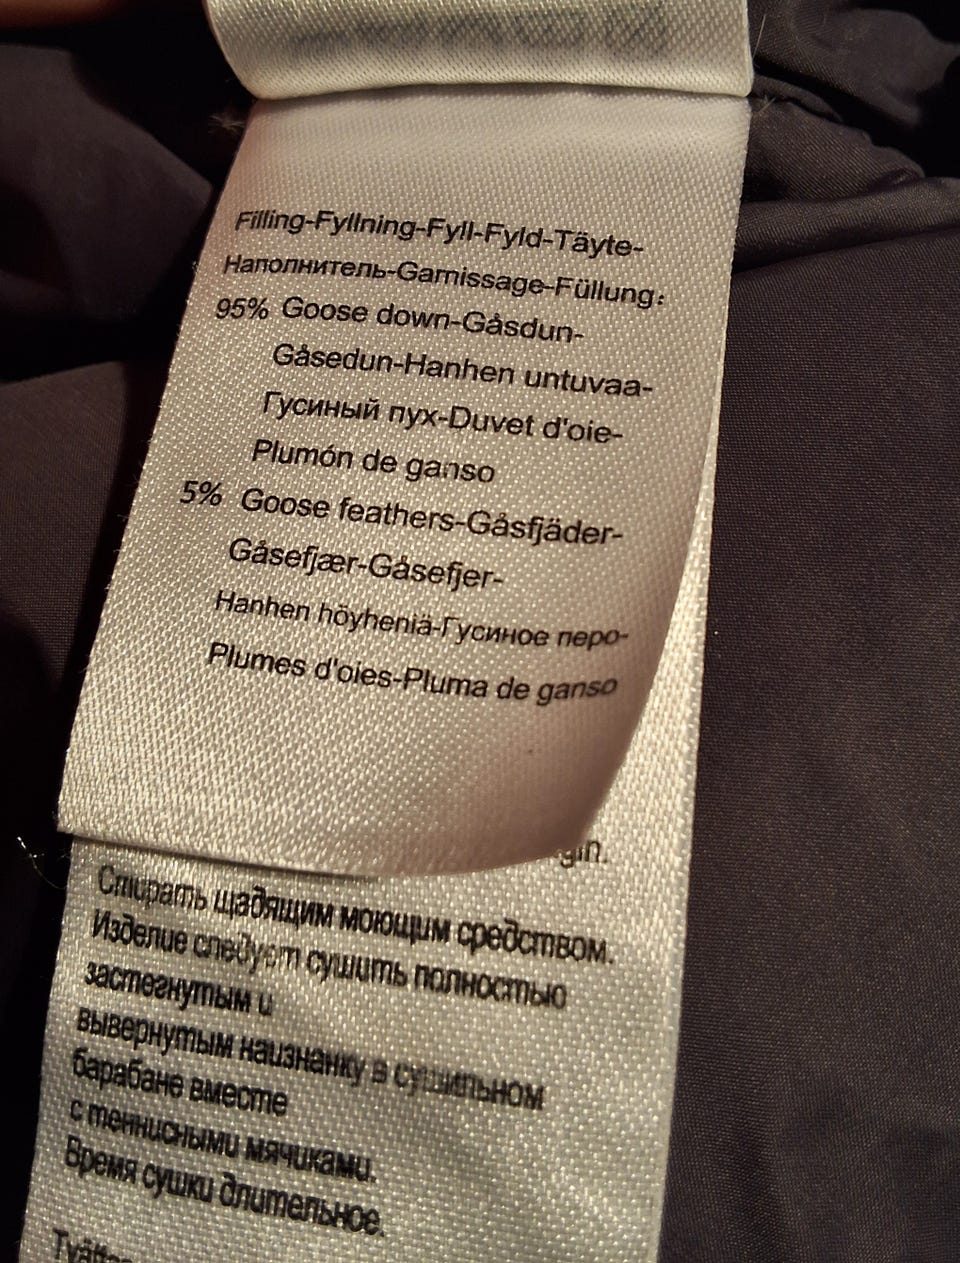 Filling-Fyllning-Fyll-Fyld-Täyte-
Наполнитель-Garnissage-Füllung:
95% Goose down-Gåsdun-
Gåsedun-Hanhen untuvaa-
Гусиный пух-Duvet d'oie-
Plumón de ganso
5% Goose feathers-Gåsfjäder-
Gåsefjær-Gåsefjer-
Hanhen höyheniä-Гусиное перо-
Plumes d'oies-Pluma de ganso
Стирать щадящим моющим средством.
Изделие следует сушить полностью
застегнутым и
вывернутым наизнанку в сушильном
барабане вместе
с теннисными мячиками.
Время сушки длительное.